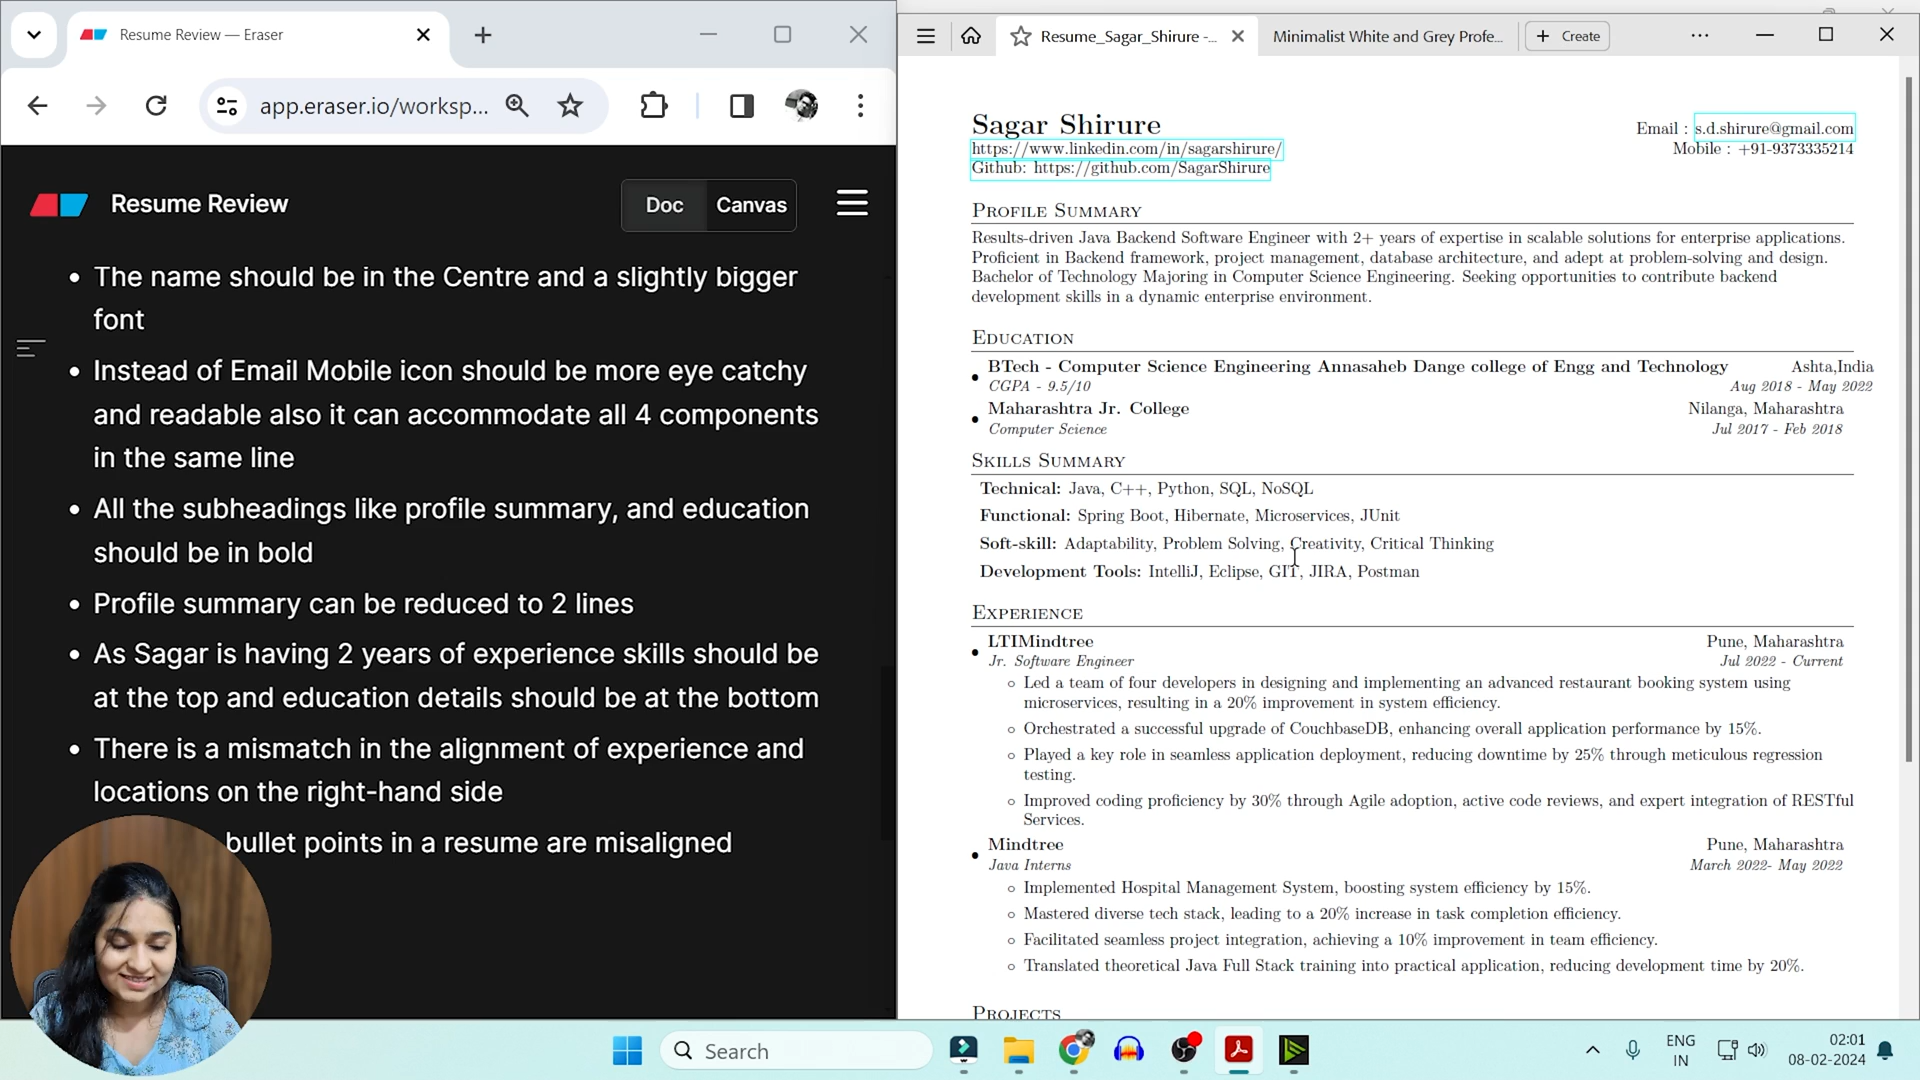 Resume Review — Eraser
app.eraser.io/worksp...
Resume Review
Doc
Canvas
The name should be in the Centre and a slightly bigger
font
Instead of Email Mobile icon should be more eye catchy
and readable also it can accommodate all 4 components
in the same line
All the subheadings like profile summary, and education
should be in bold
Profile summary can be reduced to 2 lines
As Sagar is having 2 years of experience skills should be
at the top and education details should be at the bottom
There is a mismatch in the alignment of experience and
locations on the right-hand side
bullet points in a resume are misaligned
Resume_Sagar_Shirure -...
Minimalist White and Grey Profe...
Create
Sagar Shirure
https://www.linkedin.com/in/sagarshirure/
Github: https://github.com/SagarShirure
Email : s.d.shirure@gmail.com
Mobile : +91-9373335214
Profile Summary
Results-driven Java Backend Software Engineer with 2+ years of expertise in scalable solutions for enterprise applications.
Proficient in Backend framework, project management, database architecture, and adept at problem-solving and design.
Bachelor of Technology Majoring in Computer Science Engineering. Seeking opportunities to contribute backend
development skills in a dynamic enterprise environment.
Education
BTech - Computer Science Engineering Annasaheb Dange college of Engg and Technology Ashta,India
CGPA - 9.5/10 Aug 2018 - May 2022
Maharashtra Jr. College Nilanga, Maharashtra
Computer Science Jul 2017 - Feb 2018
Skills Summary
Technical: Java, C++, Python, SQL, NoSQL
Functional: Spring Boot, Hibernate, Microservices, JUnit
Soft-skill: Adaptability, Problem Solving, Creativity, Critical Thinking
Development Tools: IntelliJ, Eclipse, GIT, JIRA, Postman
Experience
LTIMindtree Pune, Maharashtra
Jr. Software Engineer Jul 2022 - Current
Led a team of four developers in designing and implementing an advanced restaurant booking system using
microservices, resulting in a 20% improvement in system efficiency.
Orchestrated a successful upgrade of CouchbaseDB, enhancing overall application performance by 15%.
Played a key role in seamless application deployment, reducing downtime by 25% through meticulous regression
testing.
Improved coding proficiency by 30% through Agile adoption, active code reviews, and expert integration of RESTful
Services.
Mindtree Pune, Maharashtra
Java Interns March 2022- May 2022
Implemented Hospital Management System, boosting system efficiency by 15%.
Mastered diverse tech stack, leading to a 20% increase in task completion efficiency.
Facilitated seamless project integration, achieving a 10% improvement in team efficiency.
Translated theoretical Java Full Stack training into practical application, reducing development time by 20%.
Projects
Search
ENG
IN
02:01
08-02-2024